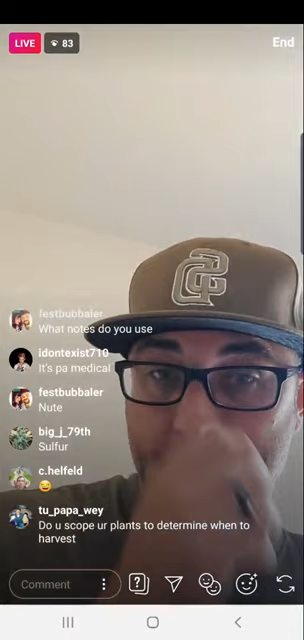 LIVE
83
End
festbubbaler
What notes do you use
idontexist710
It's pa medical
festbubbaler
Nute
big_j_79th
Sulfur
c.helfeld
😂
tu_papa_wey
Do u scope ur plants to determine when to
harvest
Comment